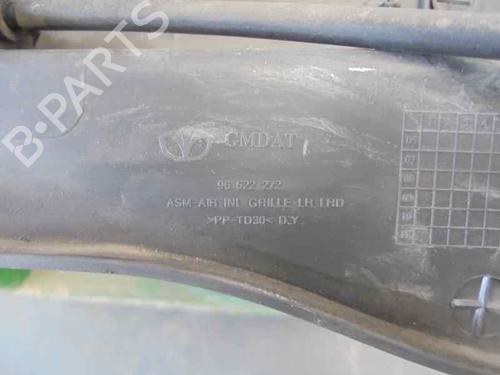 B-PARTS
GMDAT
96 622 272
ASM-AIR INL GRILLE LR.LHD
>PP-TD30< D.Y